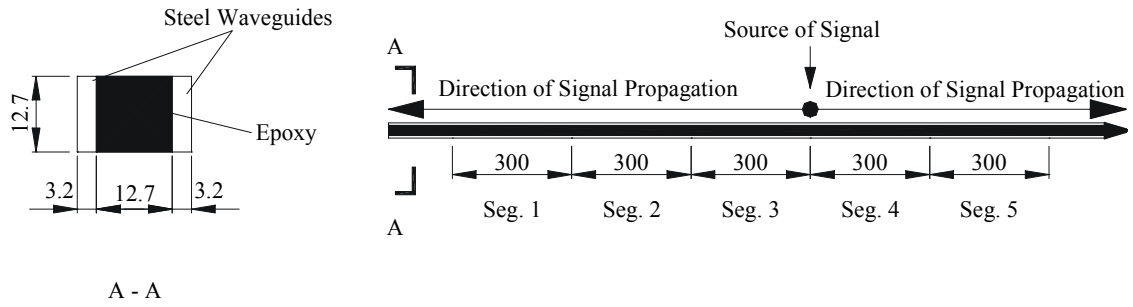 Steel Waveguides
12.7
Epoxy
3.2
12.7
3.2
A - A
Source of Signal
A
Direction of Signal Propagation
Direction of Signal Propagation
300
300
300
300
300
A
Seg. 1
Seg. 2
Seg. 3
Seg. 4
Seg. 5